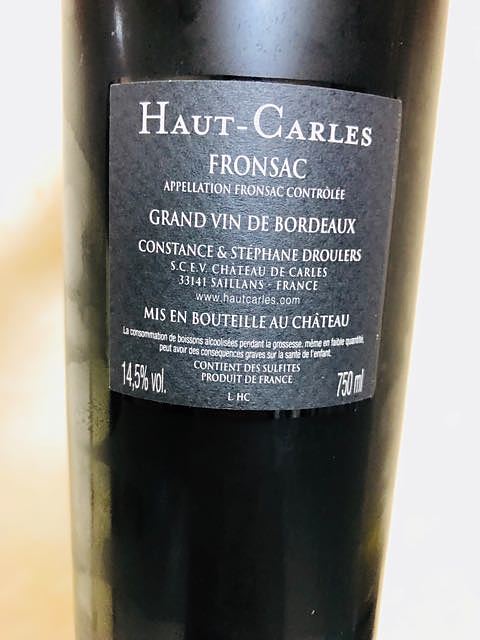 HAUT-CARLES
FRONSAC
APPELLATION FRONSAC CONTRÔLÉE
GRAND VIN DE BORDEAUX
CONSTANCE & STÉPHANE DROULERS
S.C.E.V. CHÂTEAU DE CARLES
33141 SAILLANS - FRANCE
www.hautcarles.com
MIS EN BOUTEILLE AU CHÂTEAU
La consommation de boissons alcoolisées pendant la grossesse, même en faible quantité,
peut avoir des conséquences graves sur la santé de l'enfant.
CONTIENT DES SULFITES
14,5% vol. PRODUIT DE FRANCE 750 ml
L HC